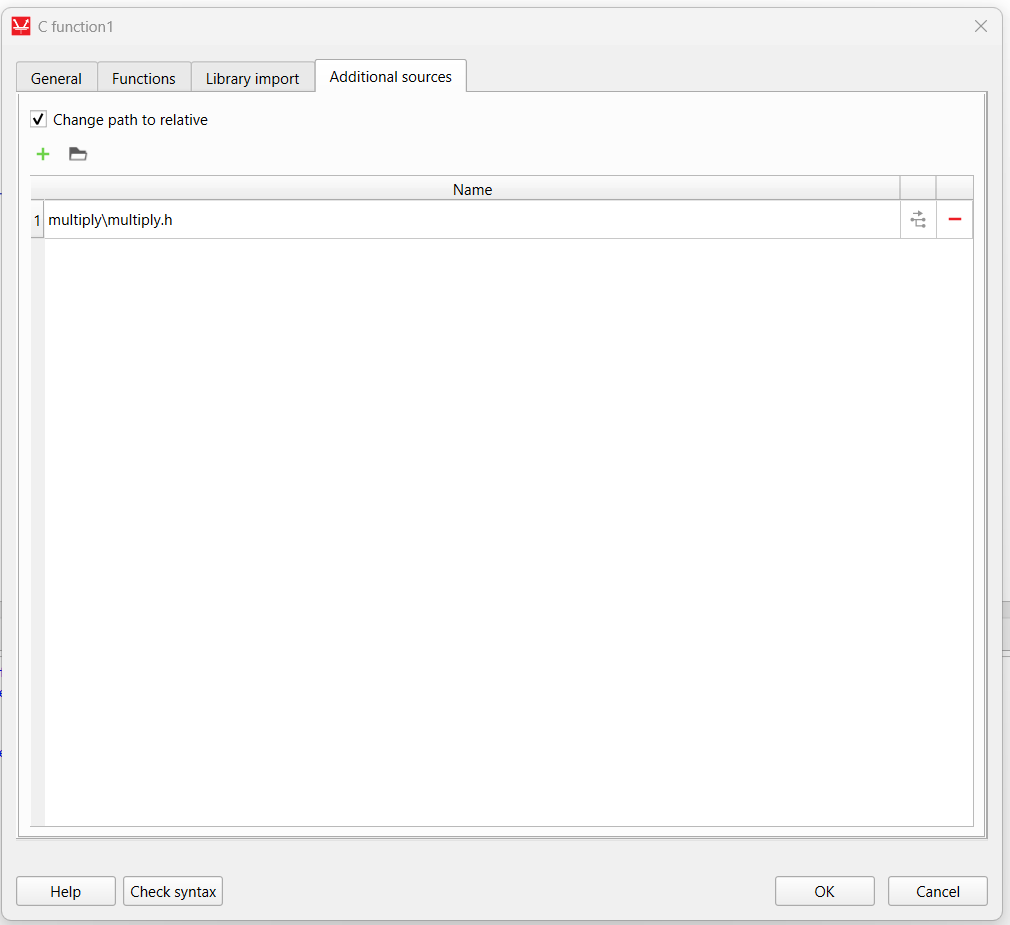 C function1
General Functions Library import Additional sources
Change path to relative
Name
1 multiply\multiply.h
Help Check syntax OK Cancel